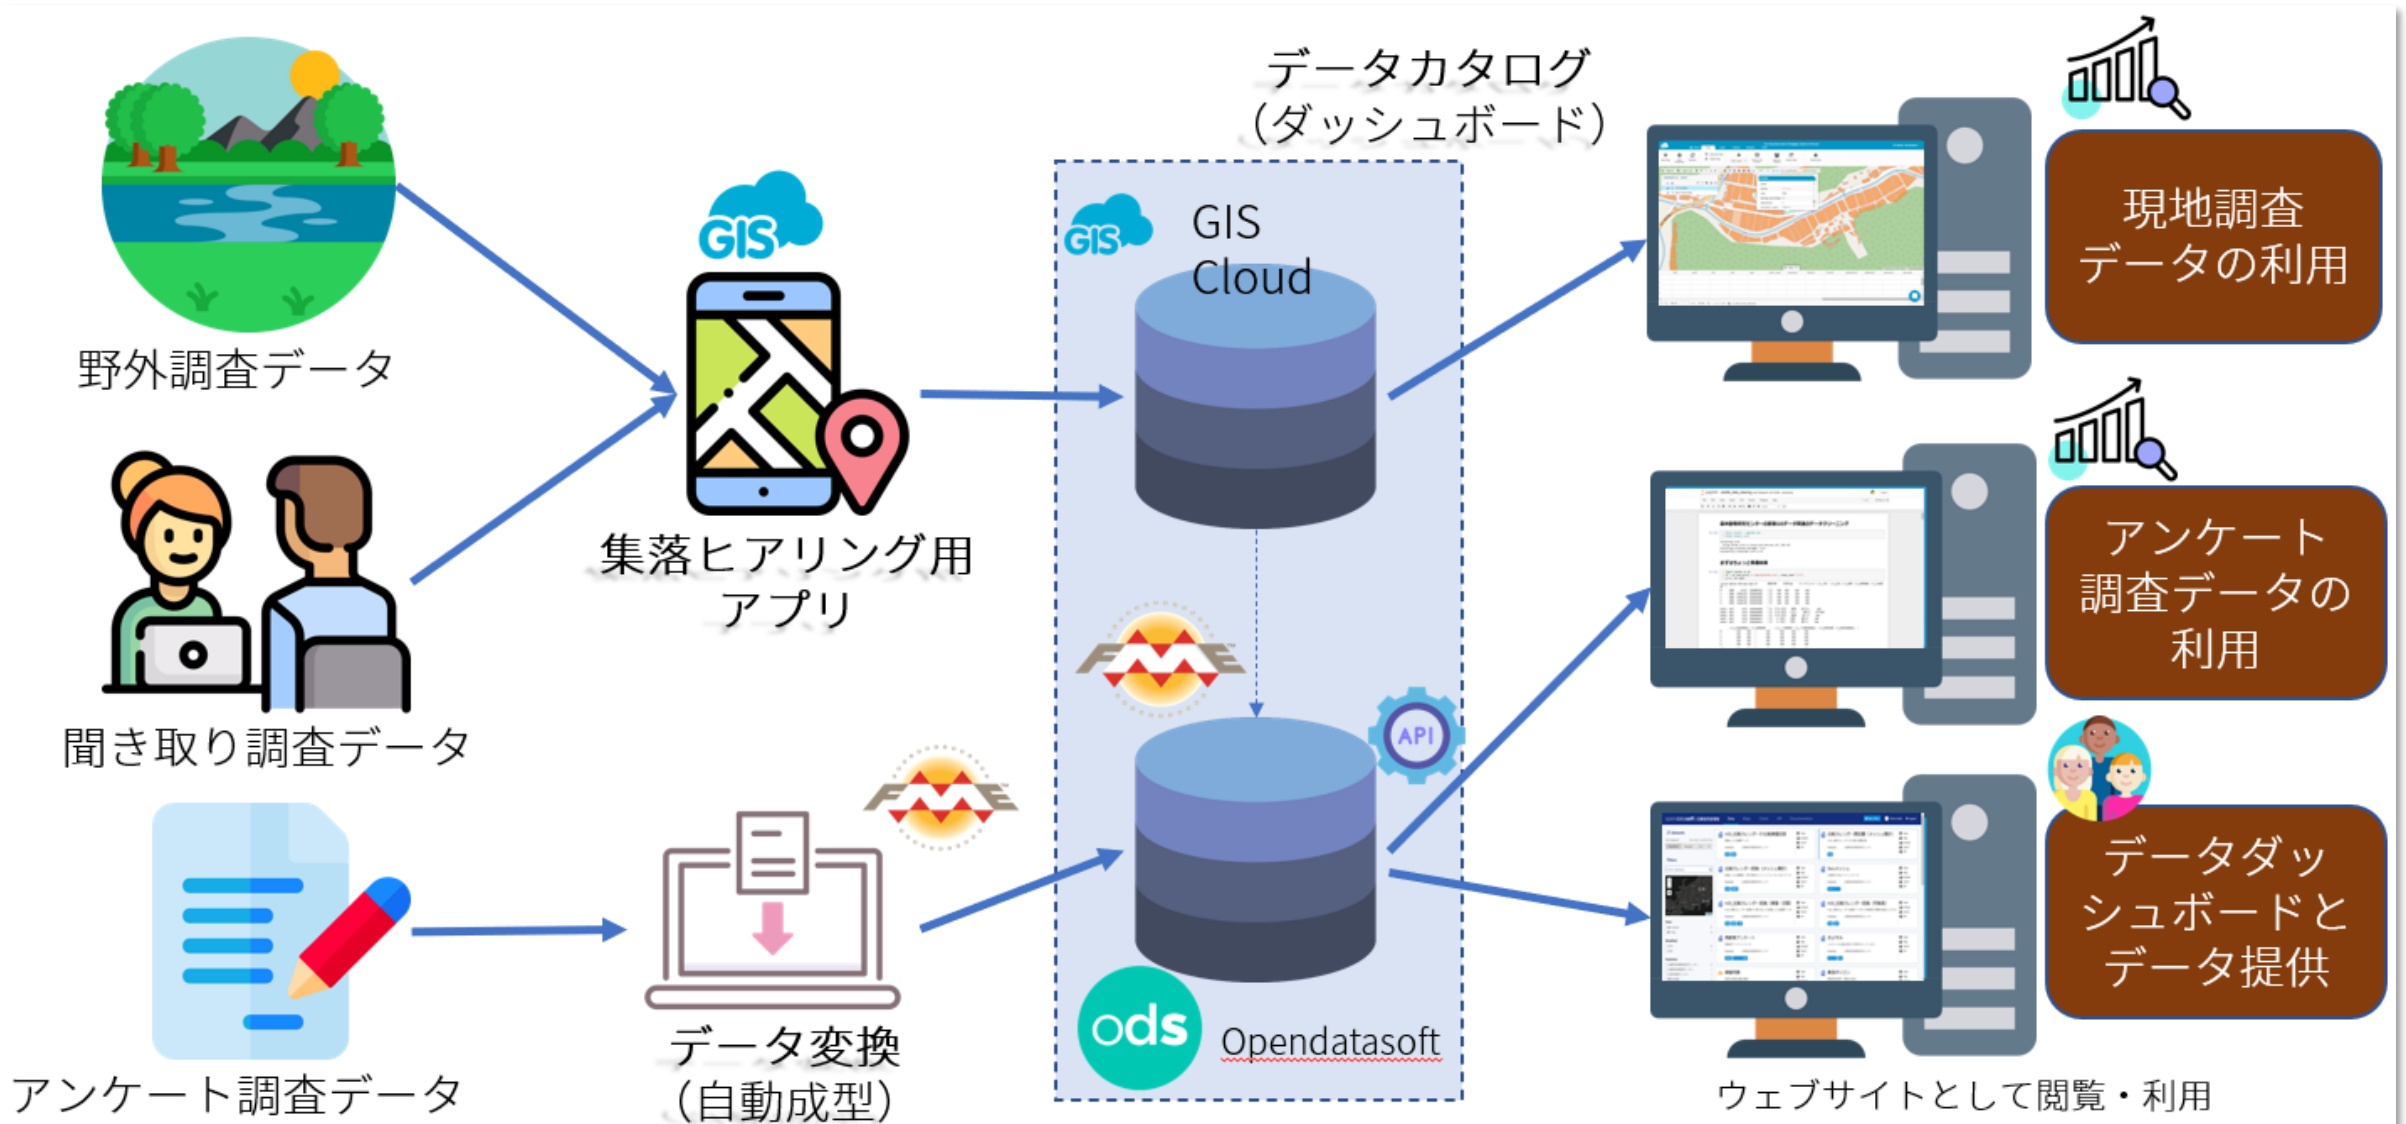 データカタログ
（ダッシュボード）
野外調査データ
聞き取り調査データ
アンケート調査データ
GIS
集落ヒアリング用
アプリ
FME
データ変換
（自動成型）
GIS
GIS
Cloud
FME
API
ods
Opendatasoft
現地調査
データの利用
アンケート
調査データの
利用
データダッ
シュボードと
データ提供
ウェブサイトとして閲覧・利用